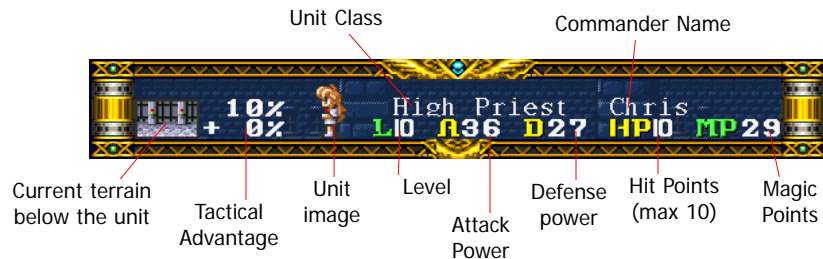 Unit Class
Commander Name
10%
+ 0%
High Priest Chris
L10 A36 D27 HP10 MP29
Current terrain
below the unit
Tactical
Advantage
Unit
image
Level
Attack
Power
Defense
power
Hit Points
(max 10)
Magic
Points